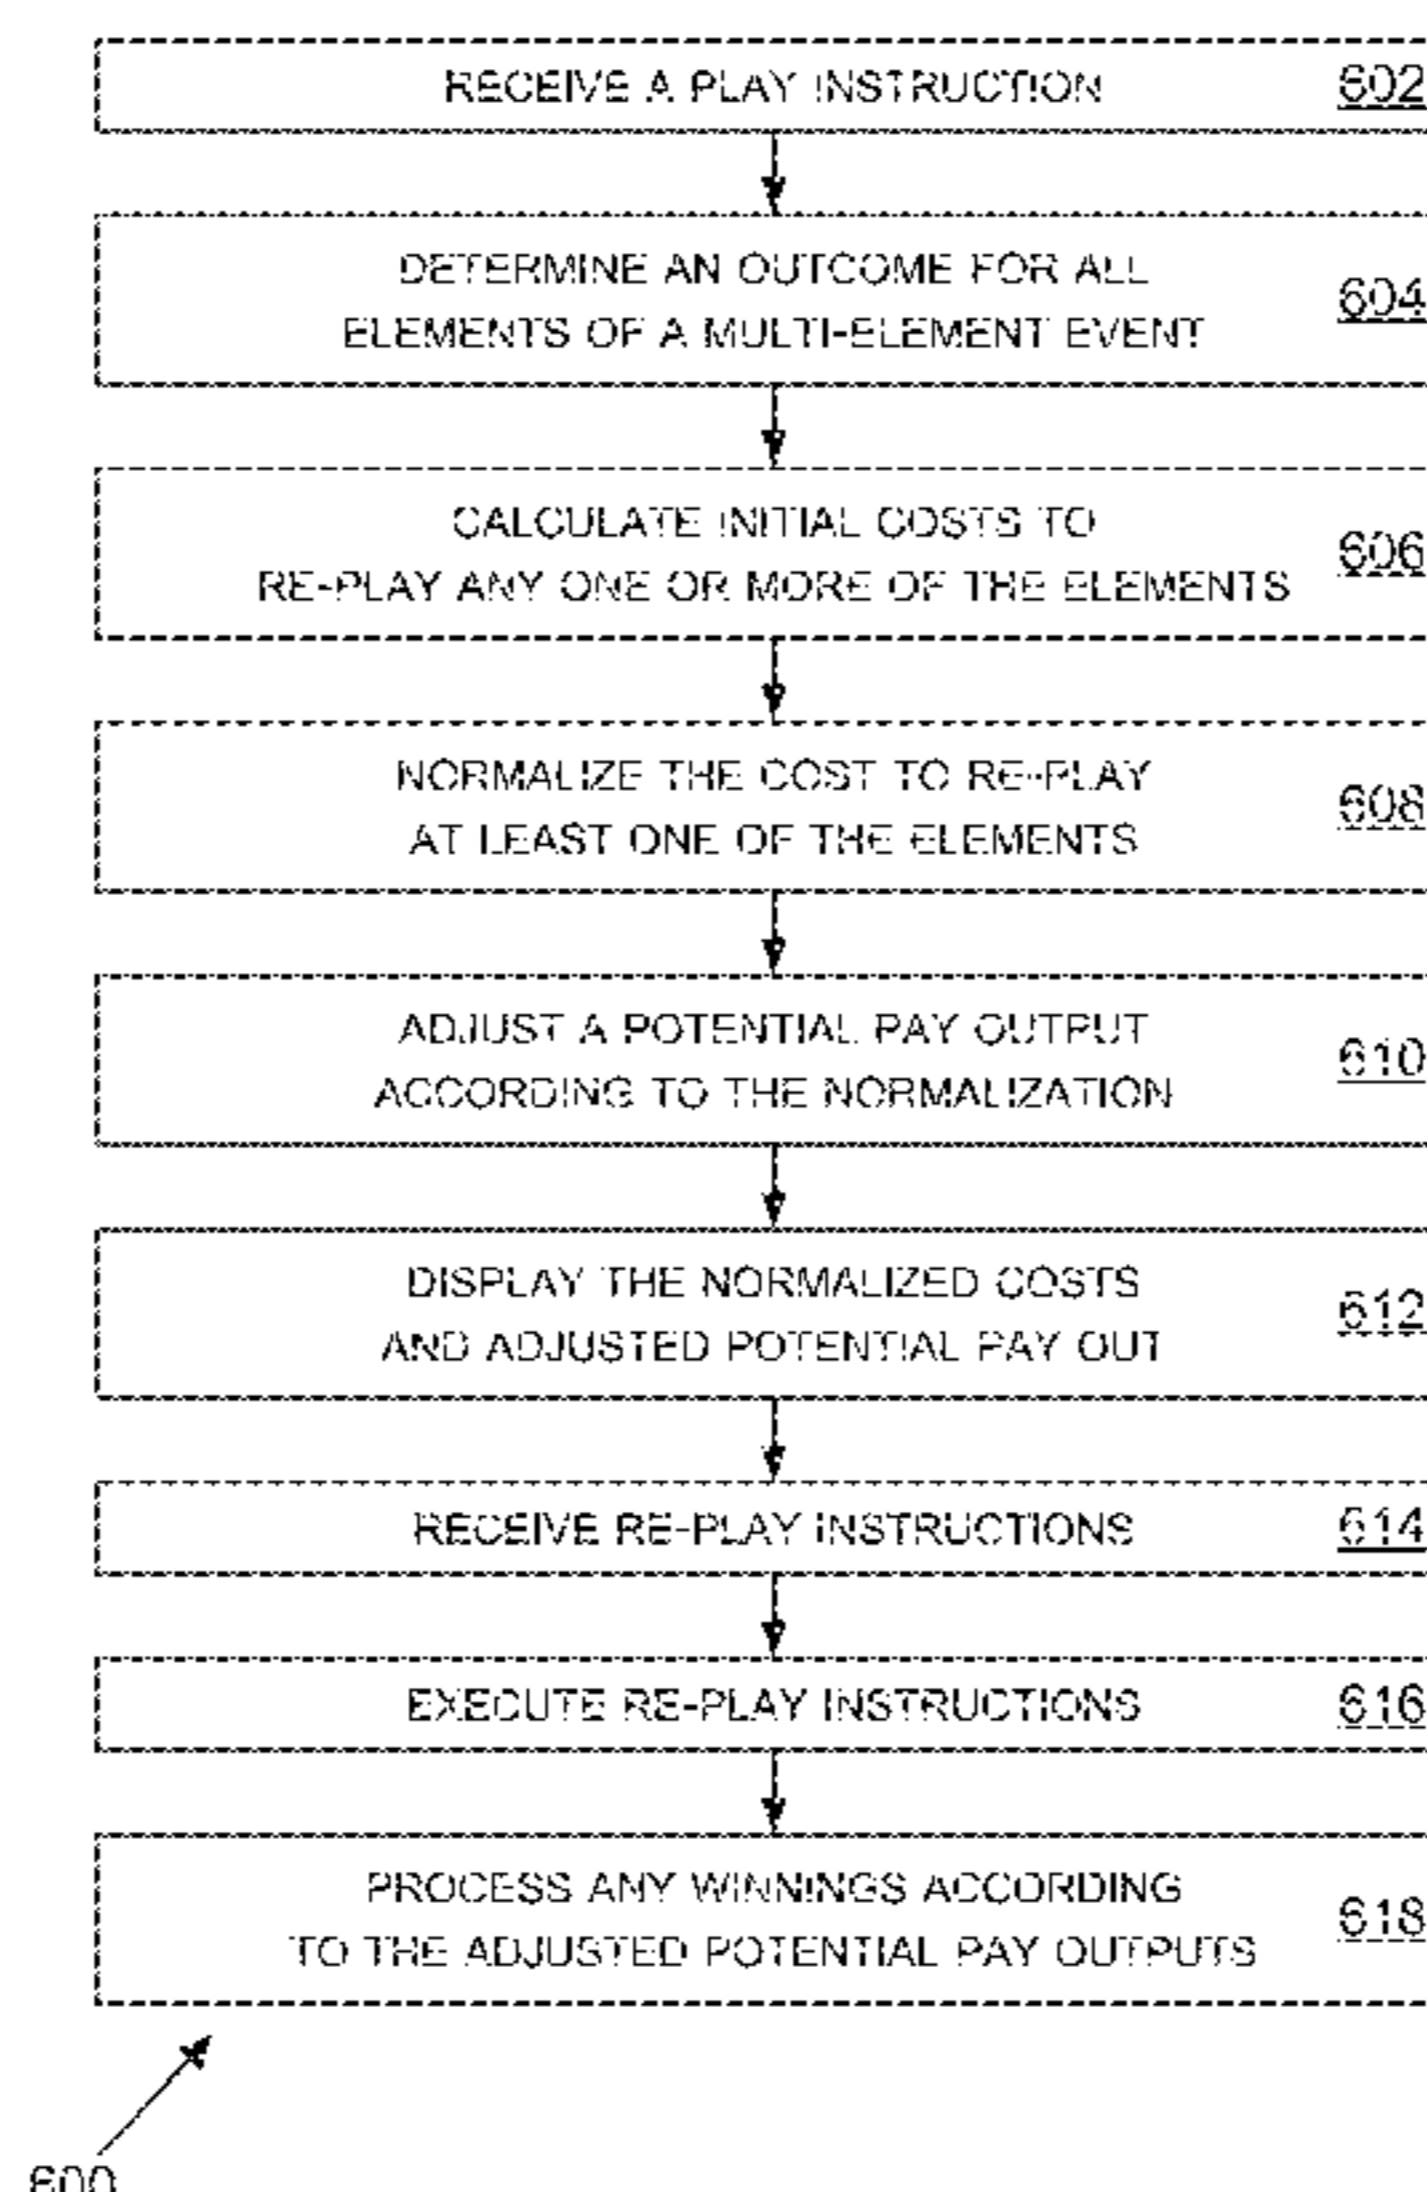 RECEIVE A PLAY INSTRUCTION 602
DETERMINE AN OUTCOME FOR ALL
ELEMENTS OF A MULTI-ELEMENT EVENT 604
CALCULATE INITIAL COSTS TO
RE-PLAY ANY ONE OR MORE OF THE ELEMENTS 606
NORMALIZE THE COST TO RE-PLAY
AT LEAST ONE OF THE ELEMENTS 608
ADJUST A POTENTIAL PAY OUTPUT
ACCORDING TO THE NORMALIZATION 610
DISPLAY THE NORMALIZED COSTS
AND ADJUSTED POTENTIAL PAY OUT 612
RECEIVE RE-PLAY INSTRUCTIONS 614
EXECUTE RE-PLAY INSTRUCTIONS 616
PROCESS ANY WINNINGS ACCORDING
TO THE ADJUSTED POTENTIAL PAY OUTPUTS 618
600